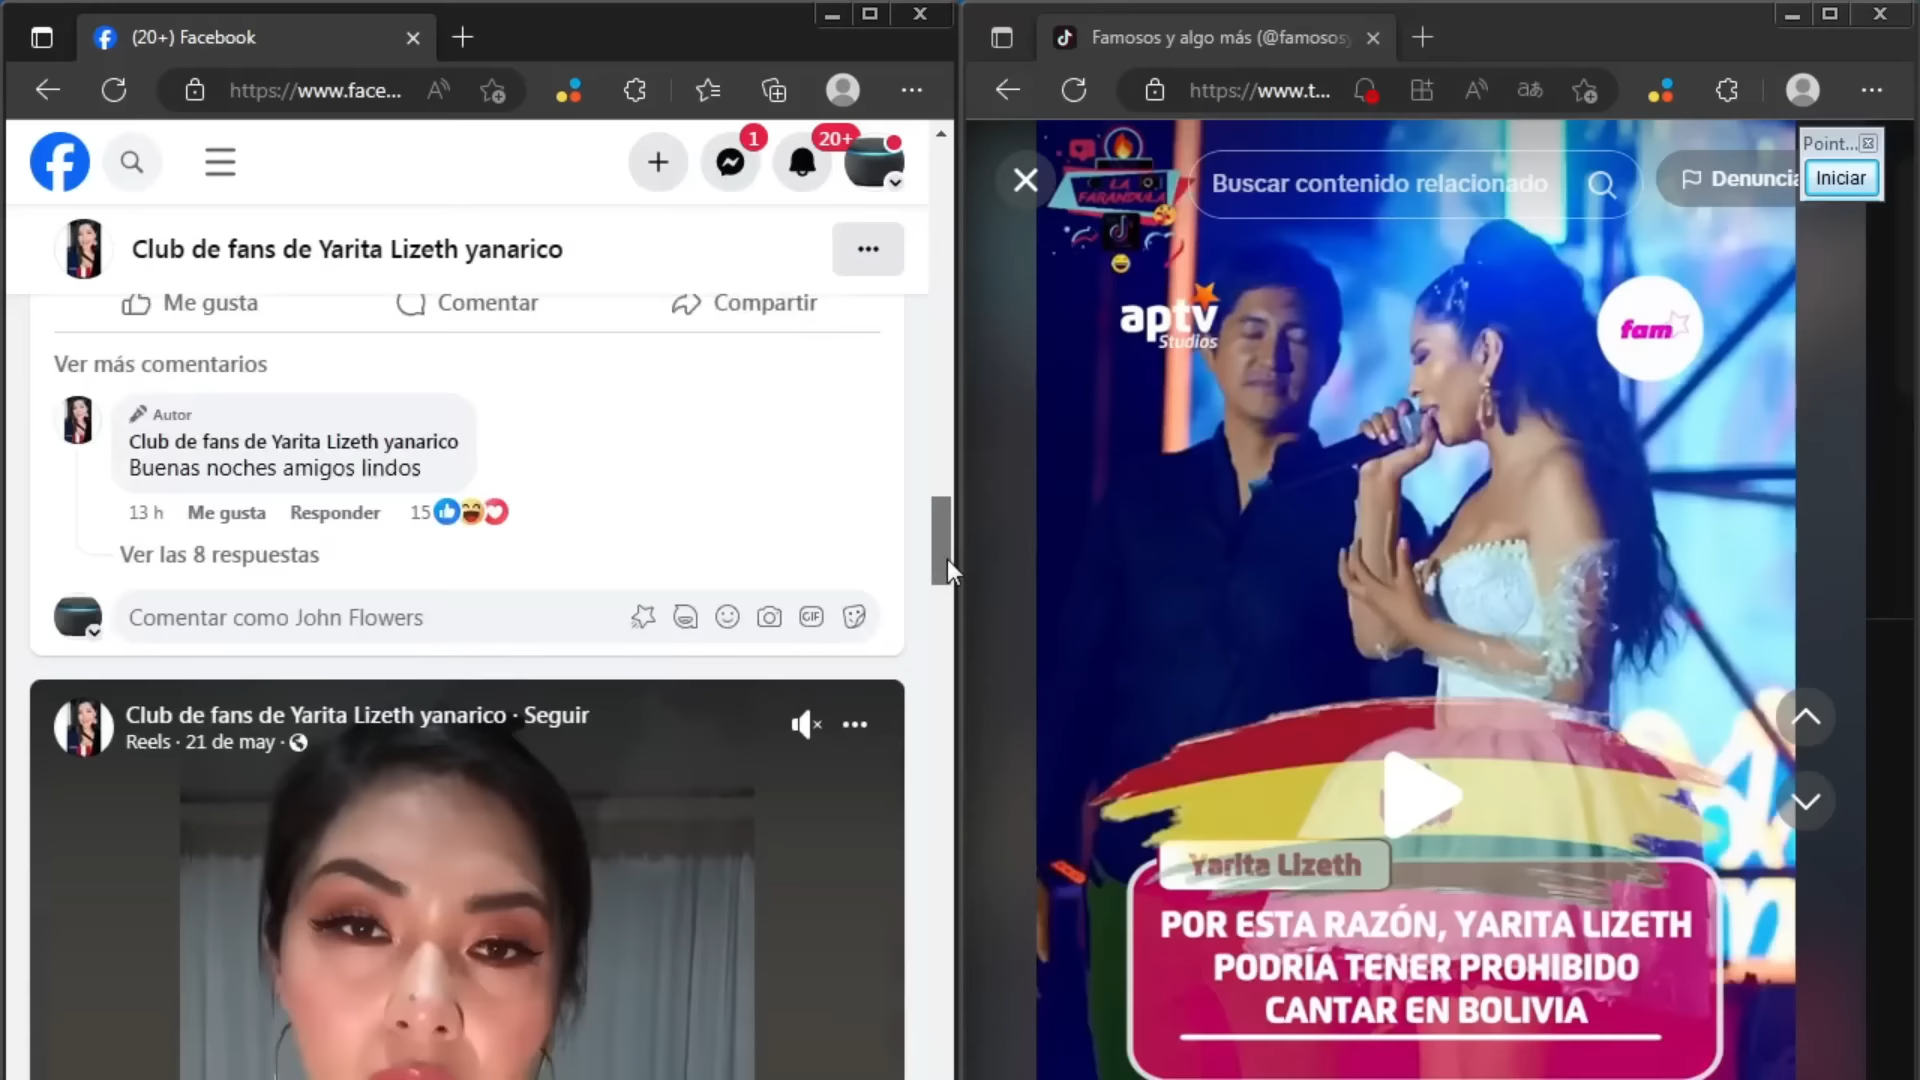 (20+) Facebook
https://www.face...
1
20+
Club de fans de Yarita Lizeth yanarico
Me gusta
Comentar
Compartir
Ver más comentarios
Autor
Club de fans de Yarita Lizeth yanarico
Buenas noches amigos lindos
13 h Me gusta Responder 15
Ver las 8 respuestas
Comentar como John Flowers
GIF
Club de fans de Yarita Lizeth yanarico · Seguir
Reels · 21 de may ·
Famosos y algo más (@famosos
https://www.t...
Point...
Iniciar
LA
FARANDULA
Buscar contenido relacionado
Denuncia
aptv
Studios
fam
Yarita Lizeth
POR ESTA RAZÓN, YARITA LIZETH
PODRÍA TENER PROHIBIDO
CANTAR EN BOLIVIA